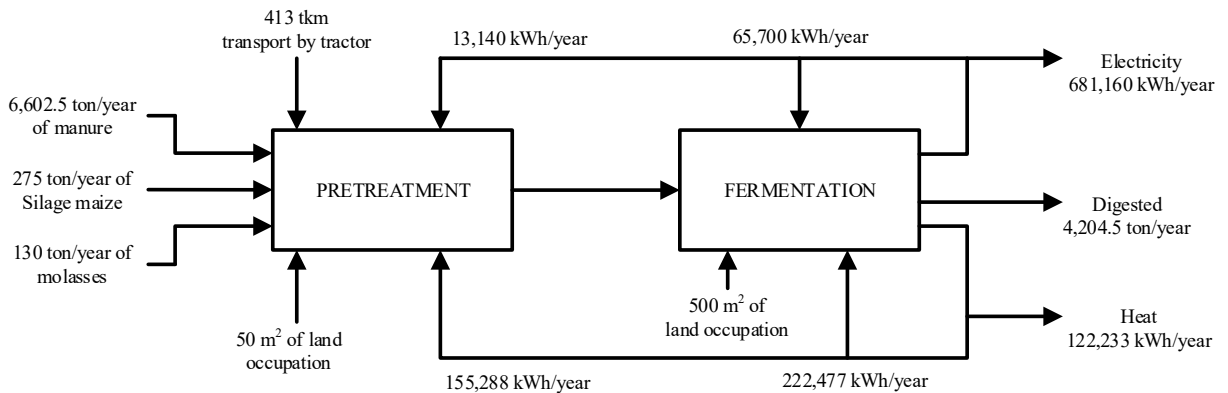 413 tkm
transport by tractor
13,140 kWh/year
65,700 kWh/year
Electricity
681,160 kWh/year
6,602.5 ton/year
of manure
275 ton/year of
Silage maize
130 ton/year of
molasses
PRETREATMENT
FERMENTATION
Digested
4,204.5 ton/year
50 m² of land
occupation
500 m² of
land occupation
Heat
122,233 kWh/year
155,288 kWh/year
222,477 kWh/year